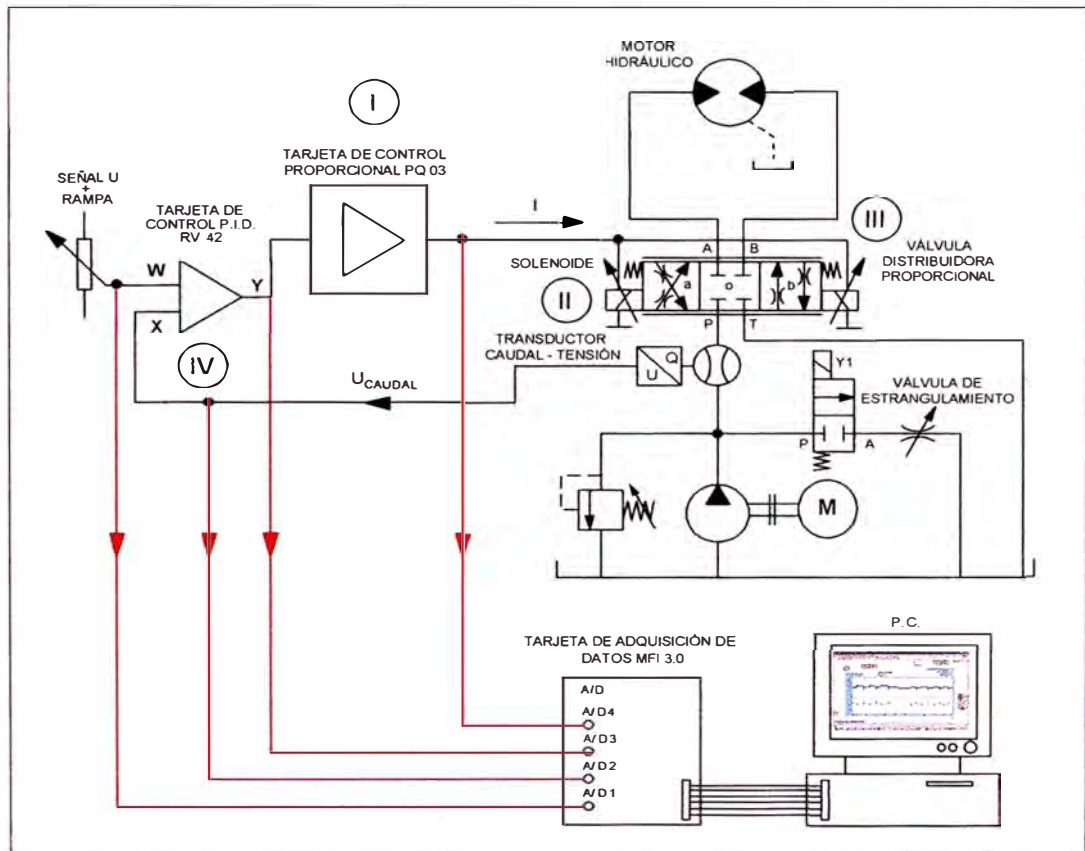 MOTOR
HIDRÁULICO
I
TARJETA DE CONTROL
PROPORCIONAL PQ 03
SEÑAL U
+
RAMPA
TARJETA DE
CONTROL P.I.D.
RV 42
I
III
A
B
VÁLVULA
DISTRIBUIDORA
PROPORCIONAL
SOLENOIDE
W
Y
a
o
b
II
X
P
T
TRANSDUCTOR
CAUDAL - TENSIÓN
IV
Q
U
Y1
UCAUDAL
VÁLVULA DE
ESTRANGULAMIENTO
P
A
M
P.C.
TARJETA DE ADQUISICIÓN DE
DATOS MFI 3.0
A/D
A/D4
A/D3
A/D2
A/D1